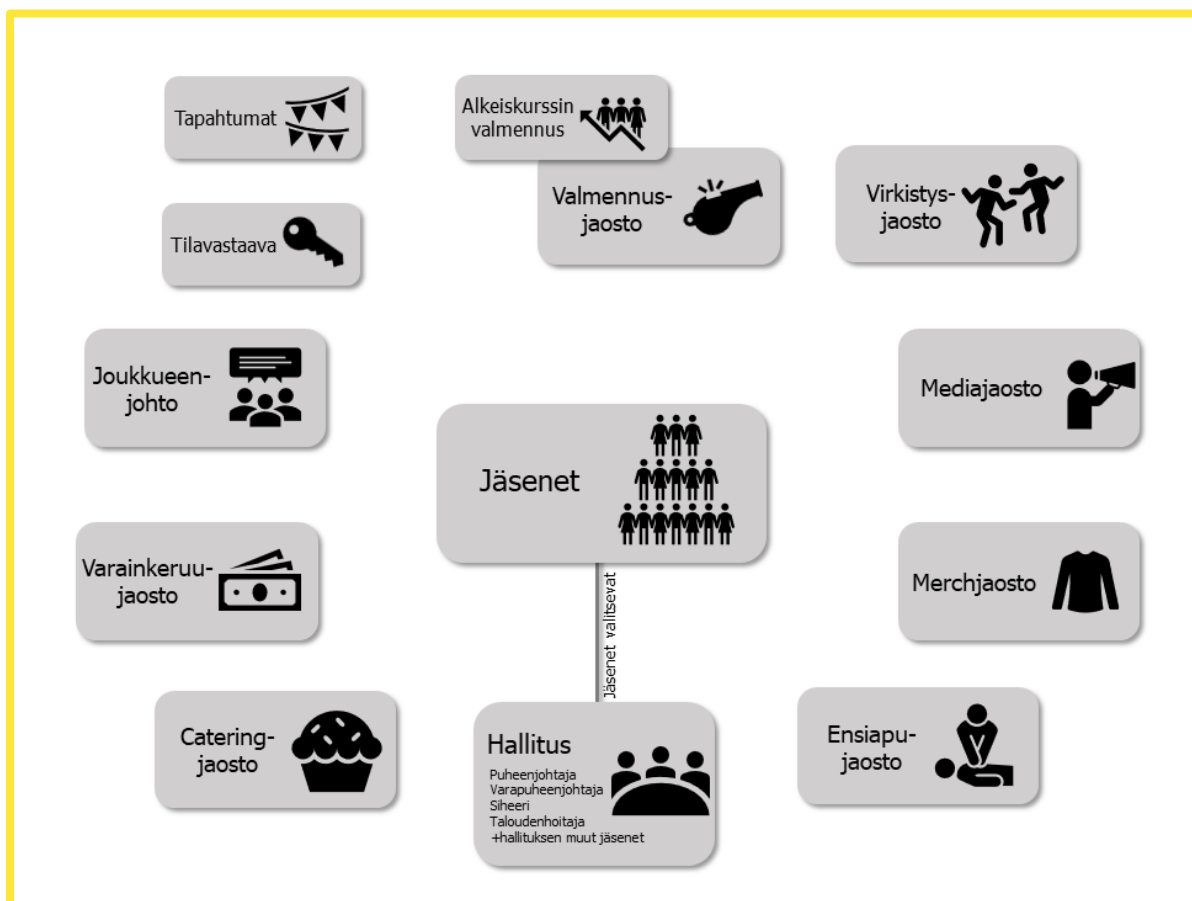 Tapahtumat
Alkeiskurssin
valmennus
Valmennus-
jaosto
Virkistys-
jaosto
Tilavastaava
Joukkueen-
johto
Mediajaosto
Jäsenet
Varainkeruu-
jaosto
Merchjaosto
Jäsenet valitsevat
Catering-
jaosto
Hallitus
Puheenjohtaja
Varapuheenjohtaja
Siheeri
Taloudenhoitaja
+hallituksen muut jäsenet
Ensiapu-
jaosto